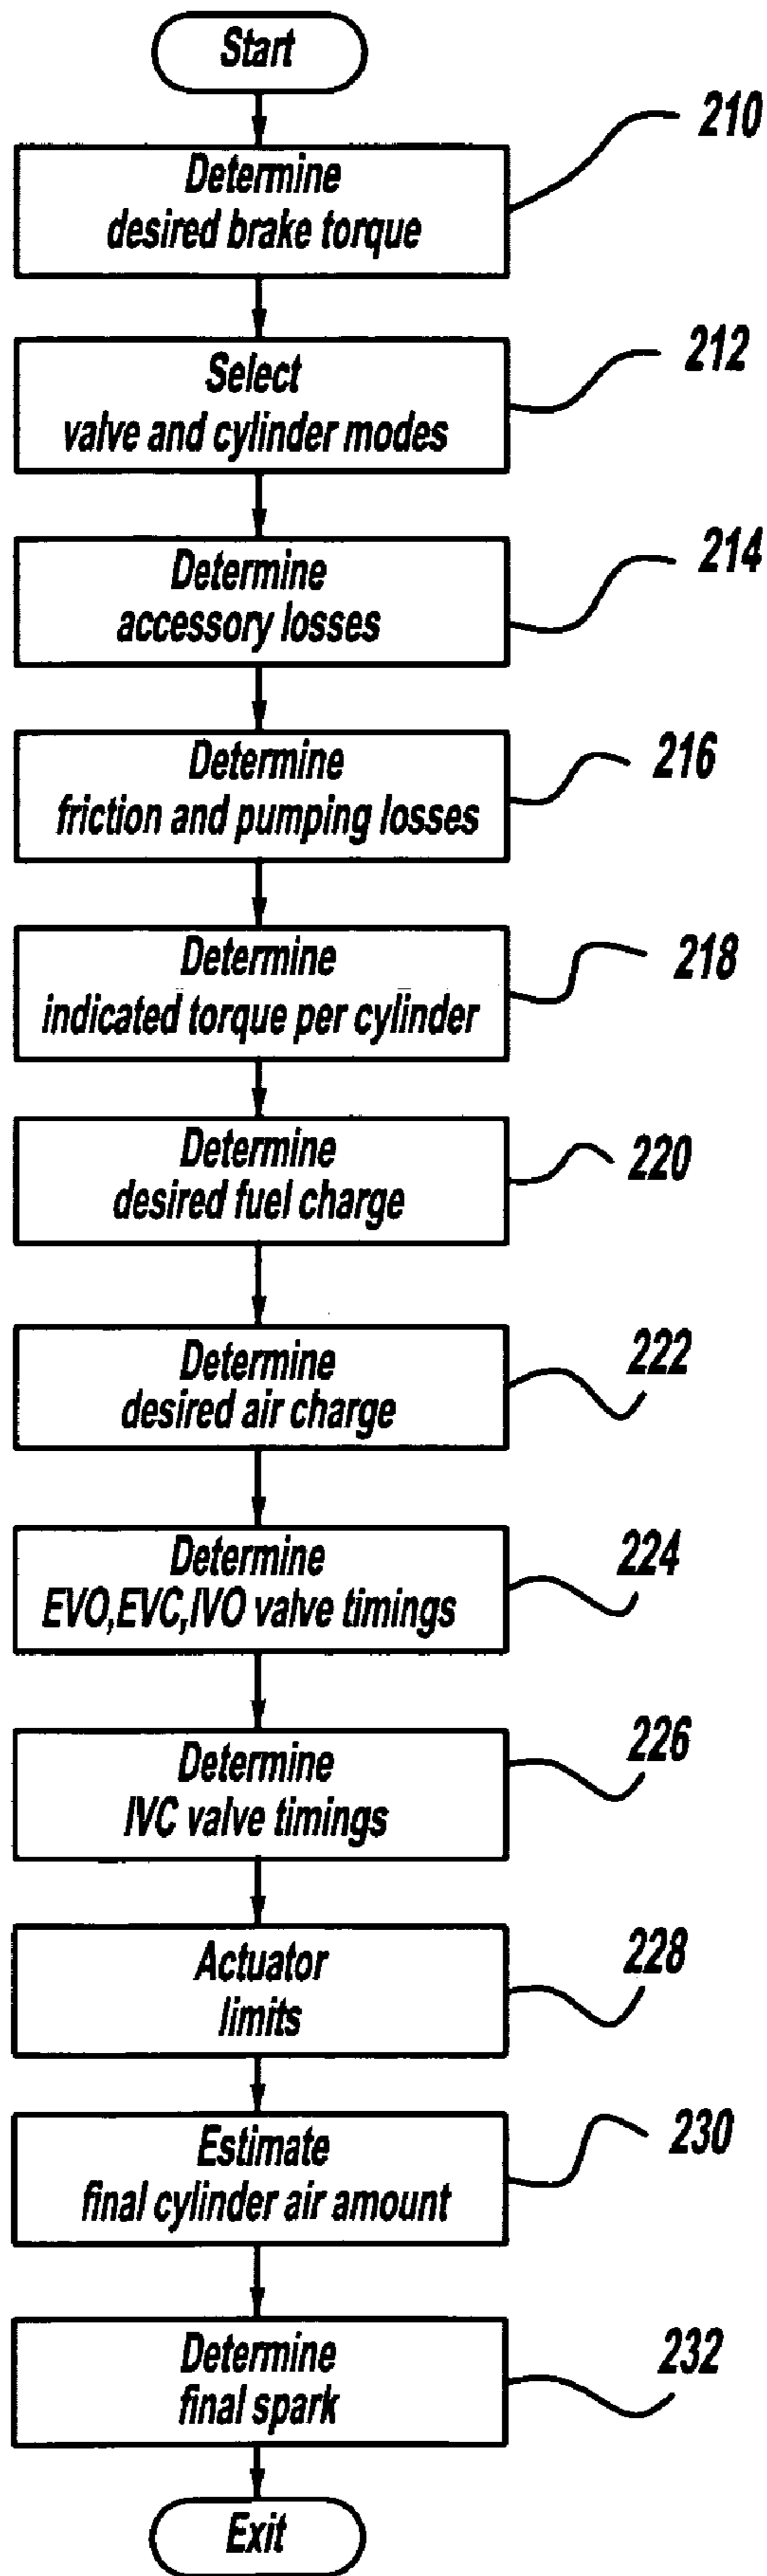 Start
210
Determine
desired brake torque
212
Select
valve and cylinder modes
214
Determine
accessory losses
216
Determine
friction and pumping losses
218
Determine
indicated torque per cylinder
220
Determine
desired fuel charge
222
Determine
desired air charge
224
Determine
EVO,EVC,IVO valve timings
226
Determine
IVC valve timings
228
Actuator
limits
230
Estimate
final cylinder air amount
232
Determine
final spark
Exit